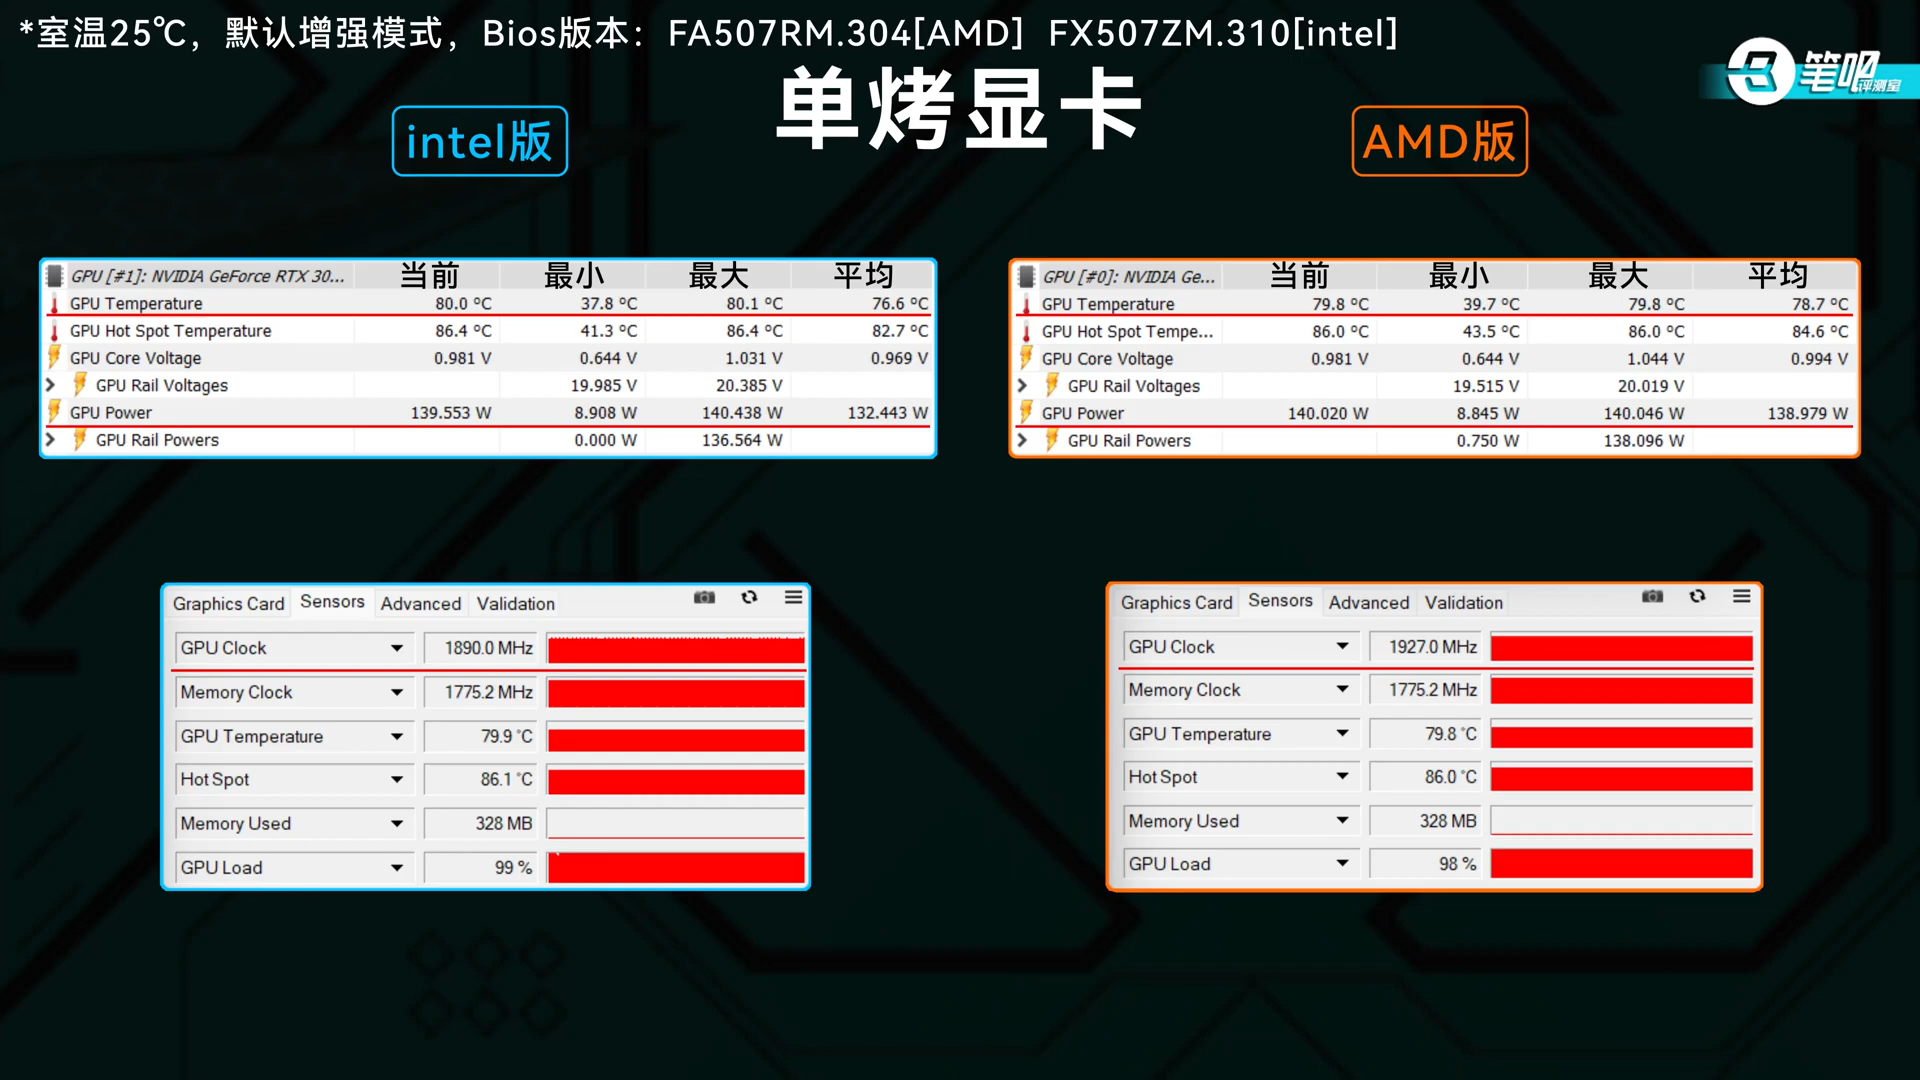 *室温25℃，默认增强模式，Bios版本：FA507RM.304[AMD]  FX507ZM.310[intel]
笔吧评测室
单烤显卡
intel版
AMD版
GPU [#1]: NVIDIA GeForce RTX 30... 当前 最小 最大 平均
GPU Temperature 80.0 °C 37.8 °C 80.1 °C 76.6 °C
GPU Hot Spot Temperature 86.4 °C 41.3 °C 86.4 °C 82.7 °C
GPU Core Voltage 0.981 V 0.644 V 1.031 V 0.969 V
GPU Rail Voltages 19.985 V 20.385 V
GPU Power 139.553 W 8.908 W 140.438 W 132.443 W
GPU Rail Powers 0.000 W 136.564 W
GPU [#0]: NVIDIA Ge... 当前 最小 最大 平均
GPU Temperature 79.8 °C 39.7 °C 79.8 °C 78.7 °C
GPU Hot Spot Tempe... 86.0 °C 43.5 °C 86.0 °C 84.6 °C
GPU Core Voltage 0.981 V 0.644 V 1.044 V 0.994 V
GPU Rail Voltages 19.515 V 20.019 V
GPU Power 140.020 W 8.845 W 140.046 W 138.979 W
GPU Rail Powers 0.750 W 138.096 W
Graphics Card Sensors Advanced Validation
GPU Clock 1890.0 MHz
Memory Clock 1775.2 MHz
GPU Temperature 79.9 °C
Hot Spot 86.1 °C
Memory Used 328 MB
GPU Load 99 %
Graphics Card Sensors Advanced Validation
GPU Clock 1927.0 MHz
Memory Clock 1775.2 MHz
GPU Temperature 79.8 °C
Hot Spot 86.0 °C
Memory Used 328 MB
GPU Load 98 %